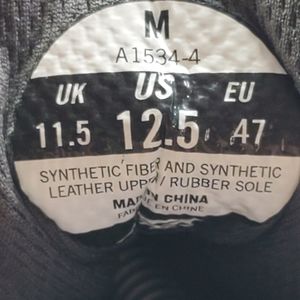 M
A1534-4
UK US EU
11.5 12.5 47
SYNTHETIC FIBER AND SYNTHETIC
LEATHER UPPER / RUBBER SOLE
MADE IN CHINA
FABRIQUÉ EN CHINE